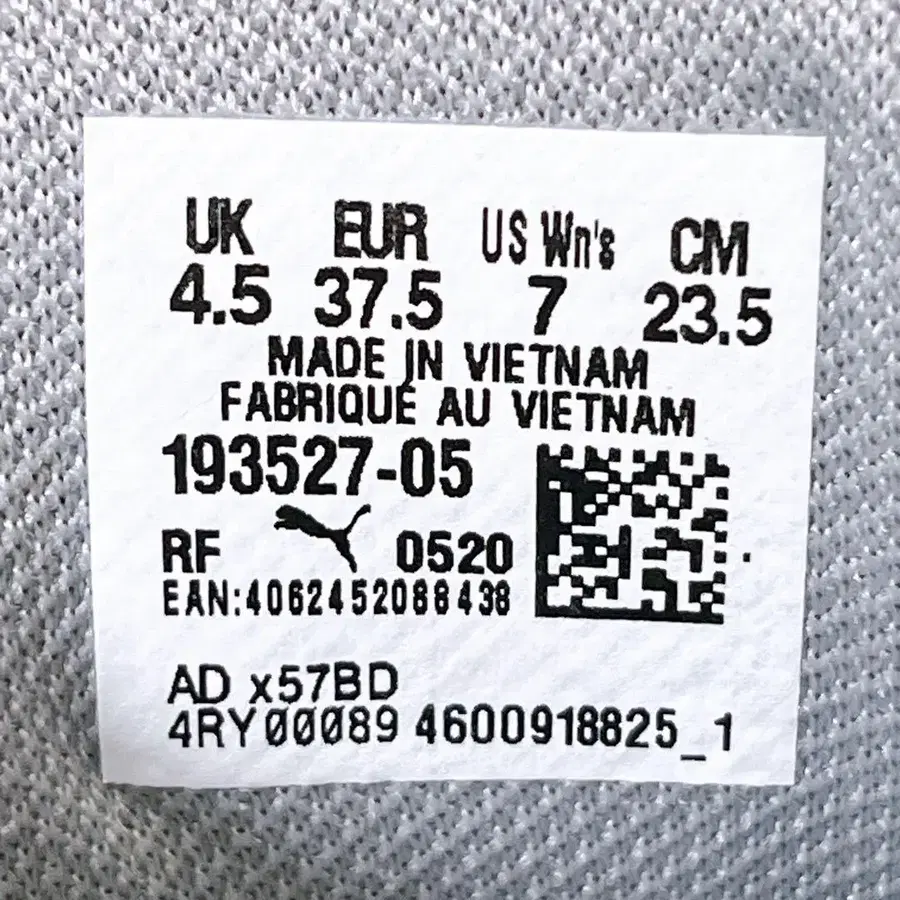 UK EUR US Wn's CM
4.5 37.5 7 23.5
MADE IN VIETNAM
FABRIQUÉ AU VIETNAM
193527-05
RF 0520
EAN:4062452088438
AD x57BD
4RY00089 4600918825_1